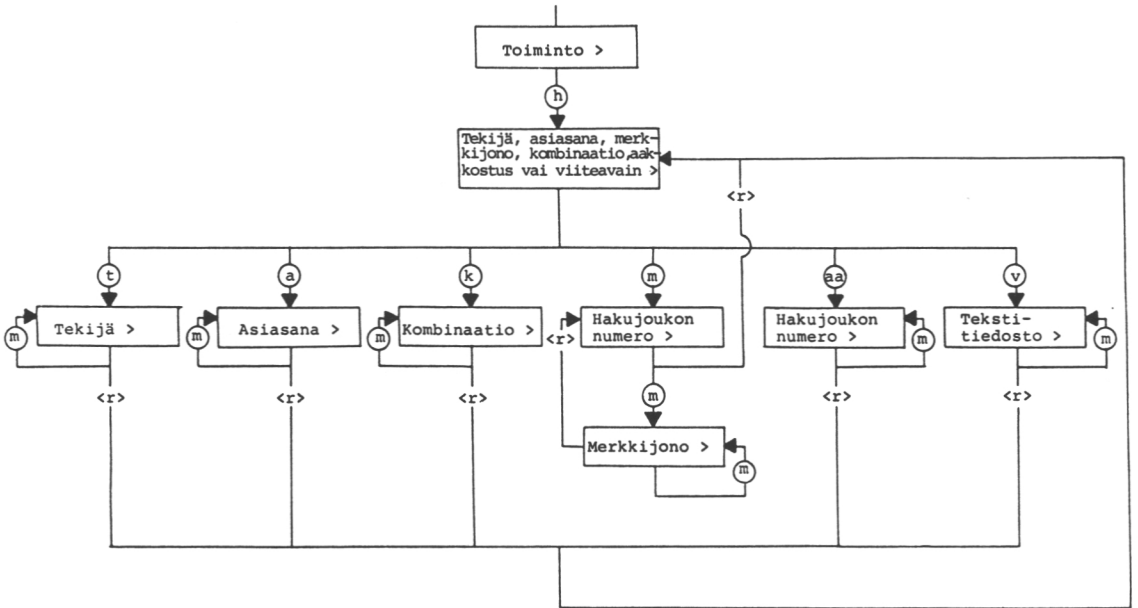 Toiminto >
h
Tekijä, asiasana, merk-
kijono, kombinaatio,aak-
kostus vai viiteavain >
<r>
t
a
k
m
aa
v
Tekijä >
m
Asiasana >
m
Kombinaatio >
m
Hakujoukon
numero >
<r>
Hakujoukon
numero >
m
Teksti-
tiedosto >
m
<r>
<r>
<r>
m
<r>
<r>
Merkkijono >
m